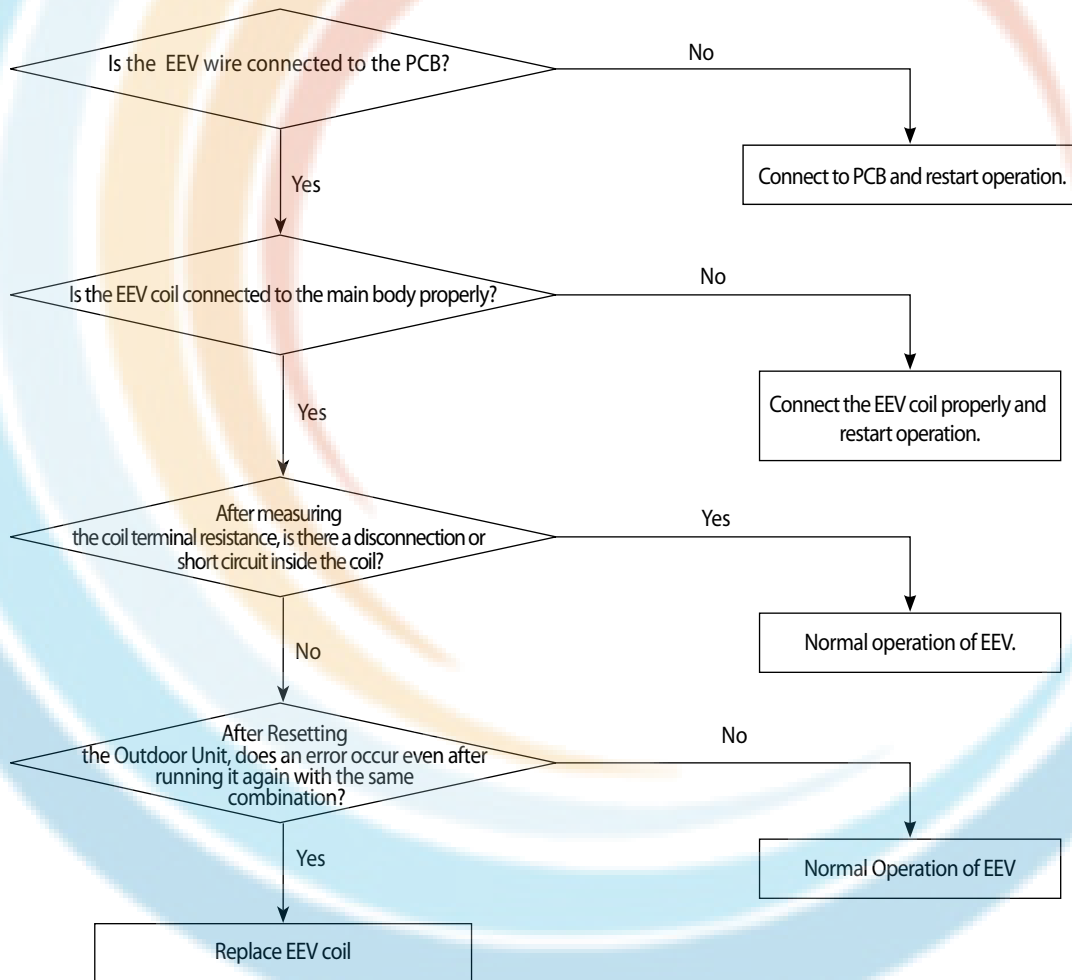 Is the EEV wire connected to the PCB?
No
Connect to PCB and restart operation.
Yes
Is the EEV coil connected to the main body properly?
No
Connect the EEV coil properly and
restart operation.
Yes
After measuring
the coil terminal resistance, is there a disconnection or
short circuit inside the coil?
Yes
Normal operation of EEV.
No
After Resetting
the Outdoor Unit, does an error occur even after
running it again with the same
combination?
No
Normal Operation of EEV
Yes
Replace EEV coil